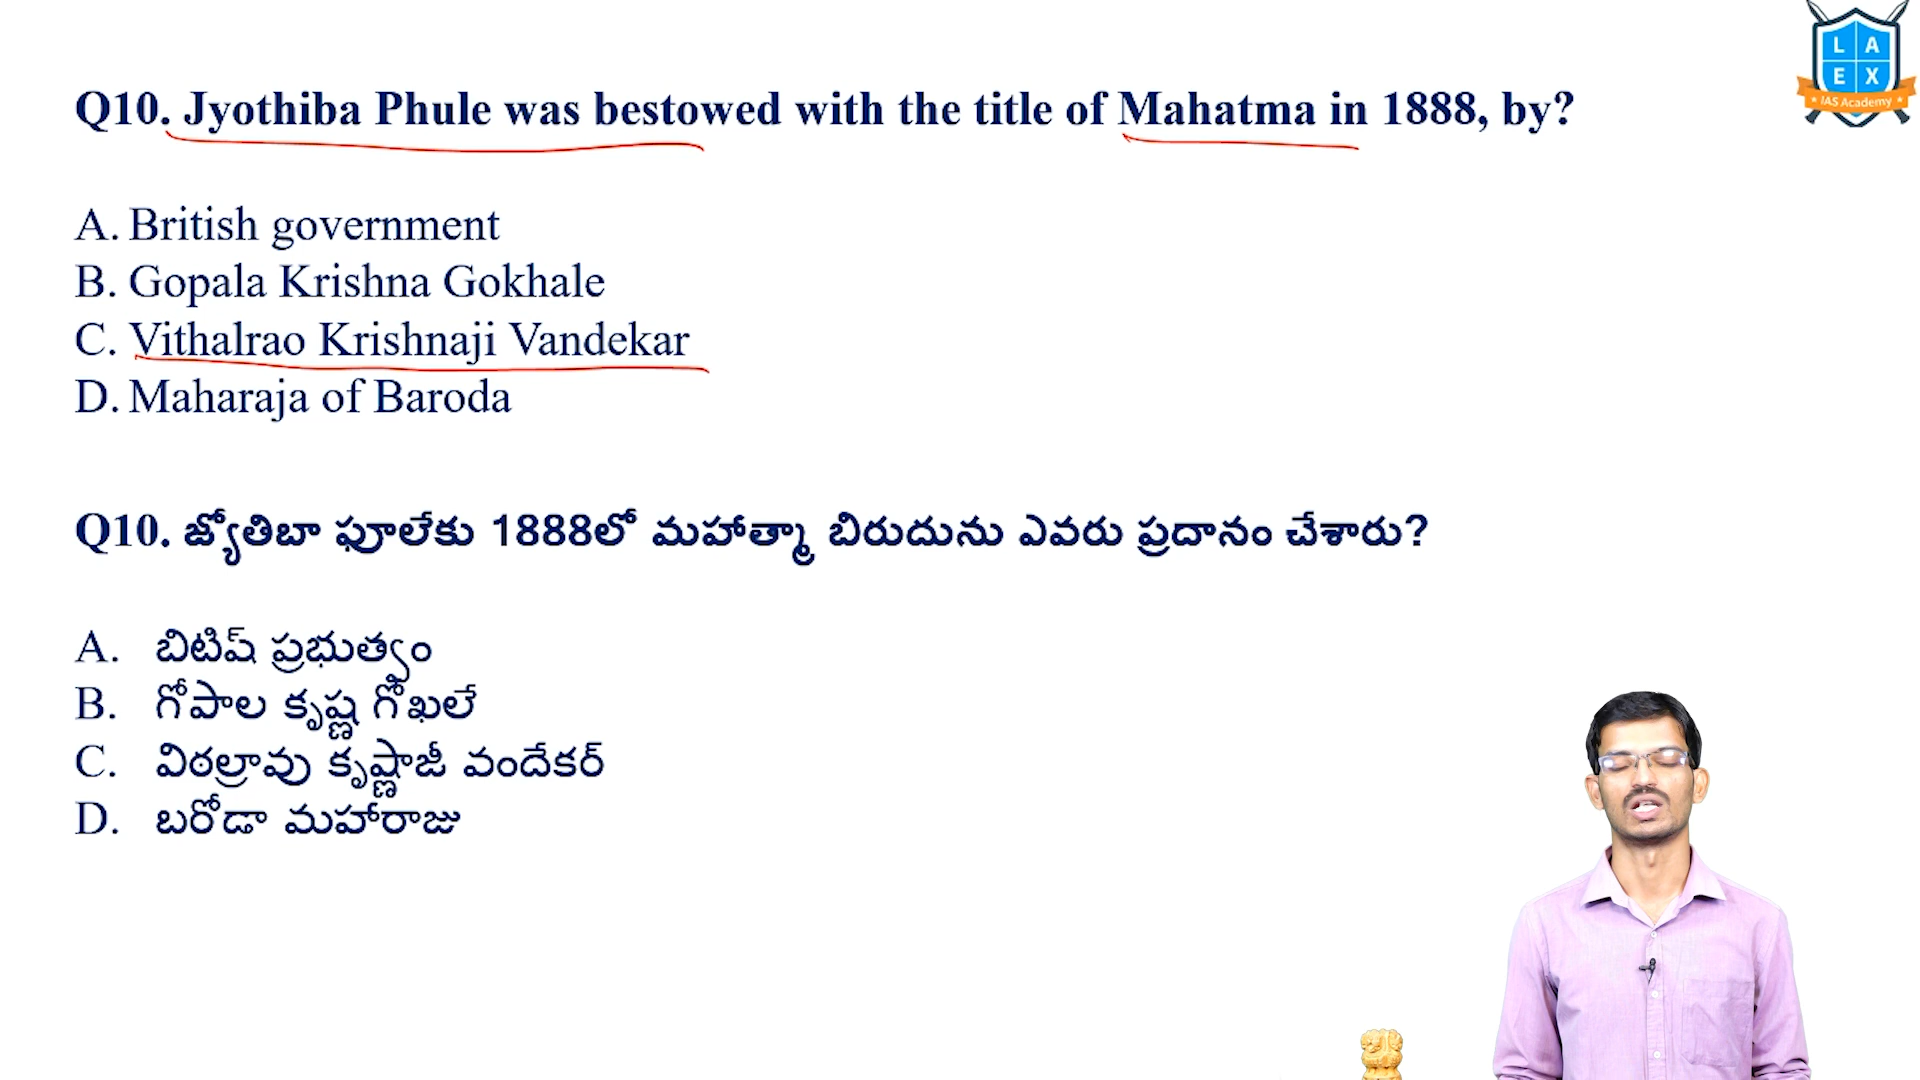 L A
E X
IAS Academy
Q10. Jyothiba Phule was bestowed with the title of Mahatma in 1888, by?
A. British government
B. Gopala Krishna Gokhale
C. Vithalrao Krishnaji Vandekar
D. Maharaja of Baroda
Q10. జ్యోతిబా ఫూలేకు 1888లో మహాత్మా బిరుదును ఎవరు ప్రదానం చేశారు?
A. బిటిష్ ప్రభుత్వం
B. గోపాల కృష్ణ గోఖలే
C. విఠల్రావు కృష్ణాజీ వందేకర్
D. బరోడా మహారాజు